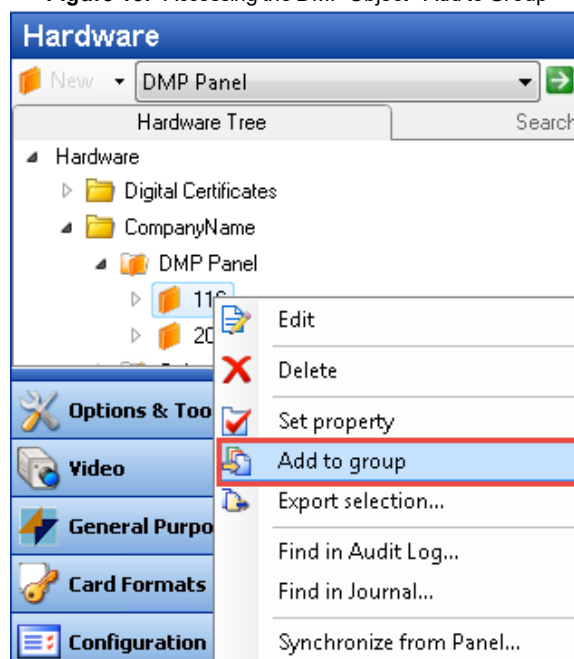 Hardware
New DMP Panel
Hardware Tree Search
Hardware
Digital Certificates
CompanyName
DMP Panel
Edit
Delete
Options & Too
Set property
Video
Add to group
Export selection...
General Purpo
Find in Audit Log...
Card Formats
Find in Journal...
Configuration
Synchronize from Panel...